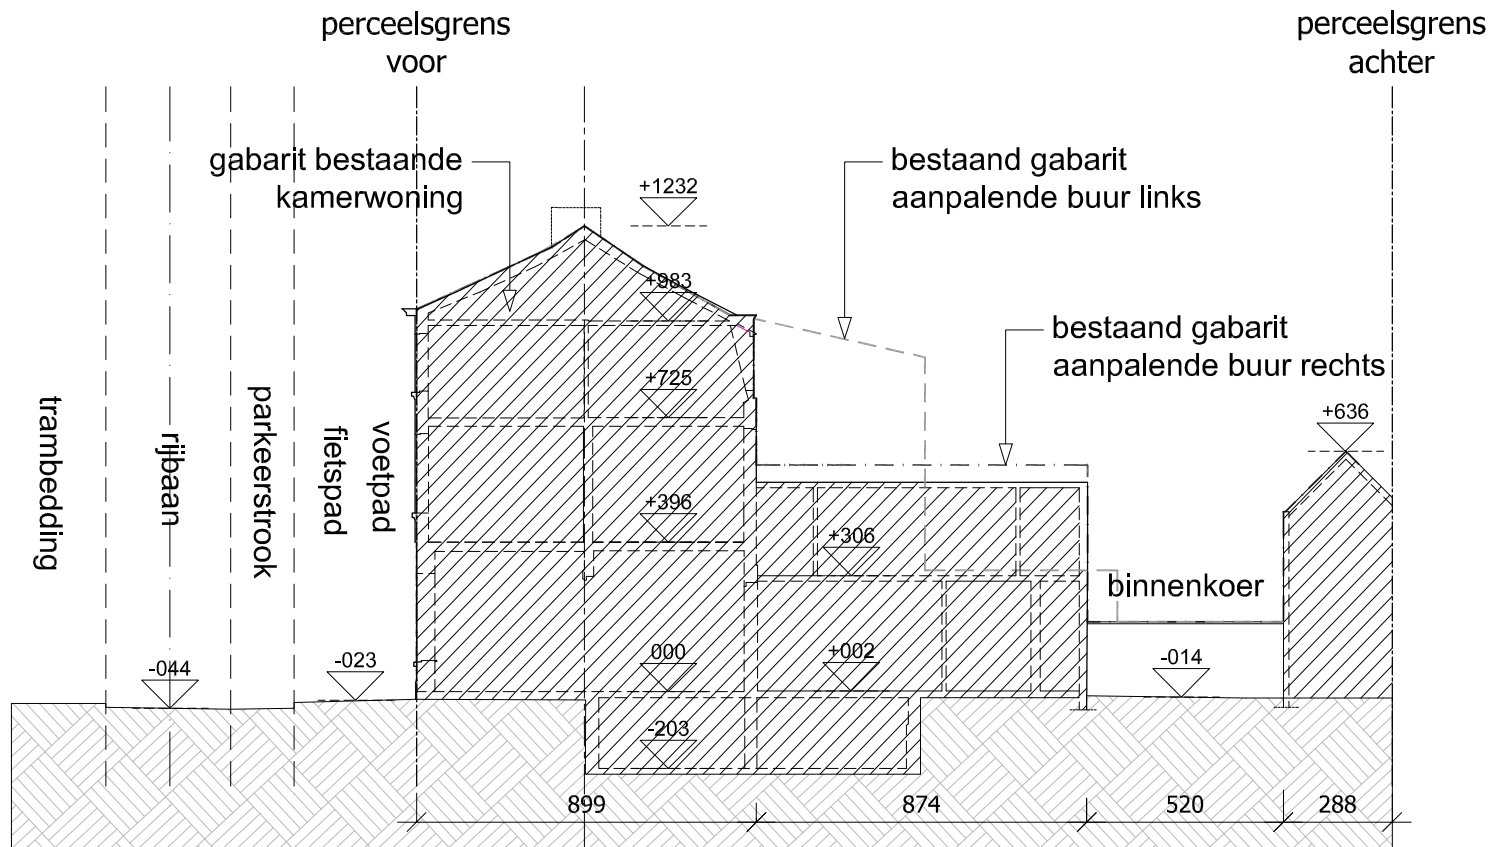 perceelsgrens
voor
perceelsgrens
achter
gabarit bestaande
kamerwoning
bestaand gabarit
aanpalende buur links
+1232
+983
bestaand gabarit
aanpalende buur rechts
+725
+636
trambedding
rijbaan
parkeerstrook
fietspad
voetpad
+396
+306
binnenkoer
-044
-023
000
+002
-014
-203
899
874
520
288